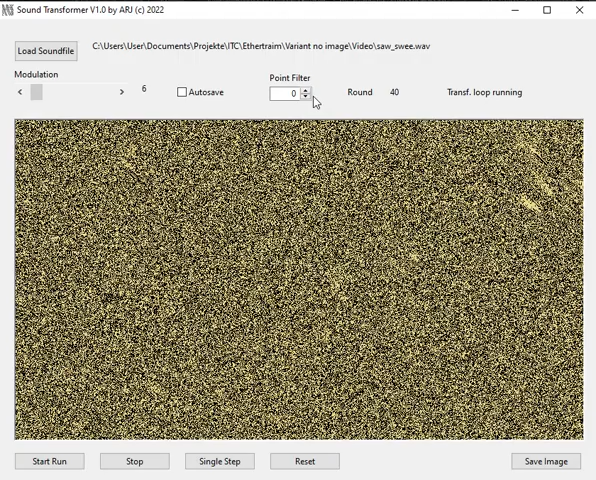 Sound Transformer V1.0 by ARJ (c) 2022
Load Soundfile
C:\Users\User\Documents\Projekte\ITC\Ethertraim\Variant no image\Video\saw_swee.wav
Modulation
6
Autosave
Point Filter
0
Round 40
Transf. loop running
Start Run
Stop
Single Step
Reset
Save Image